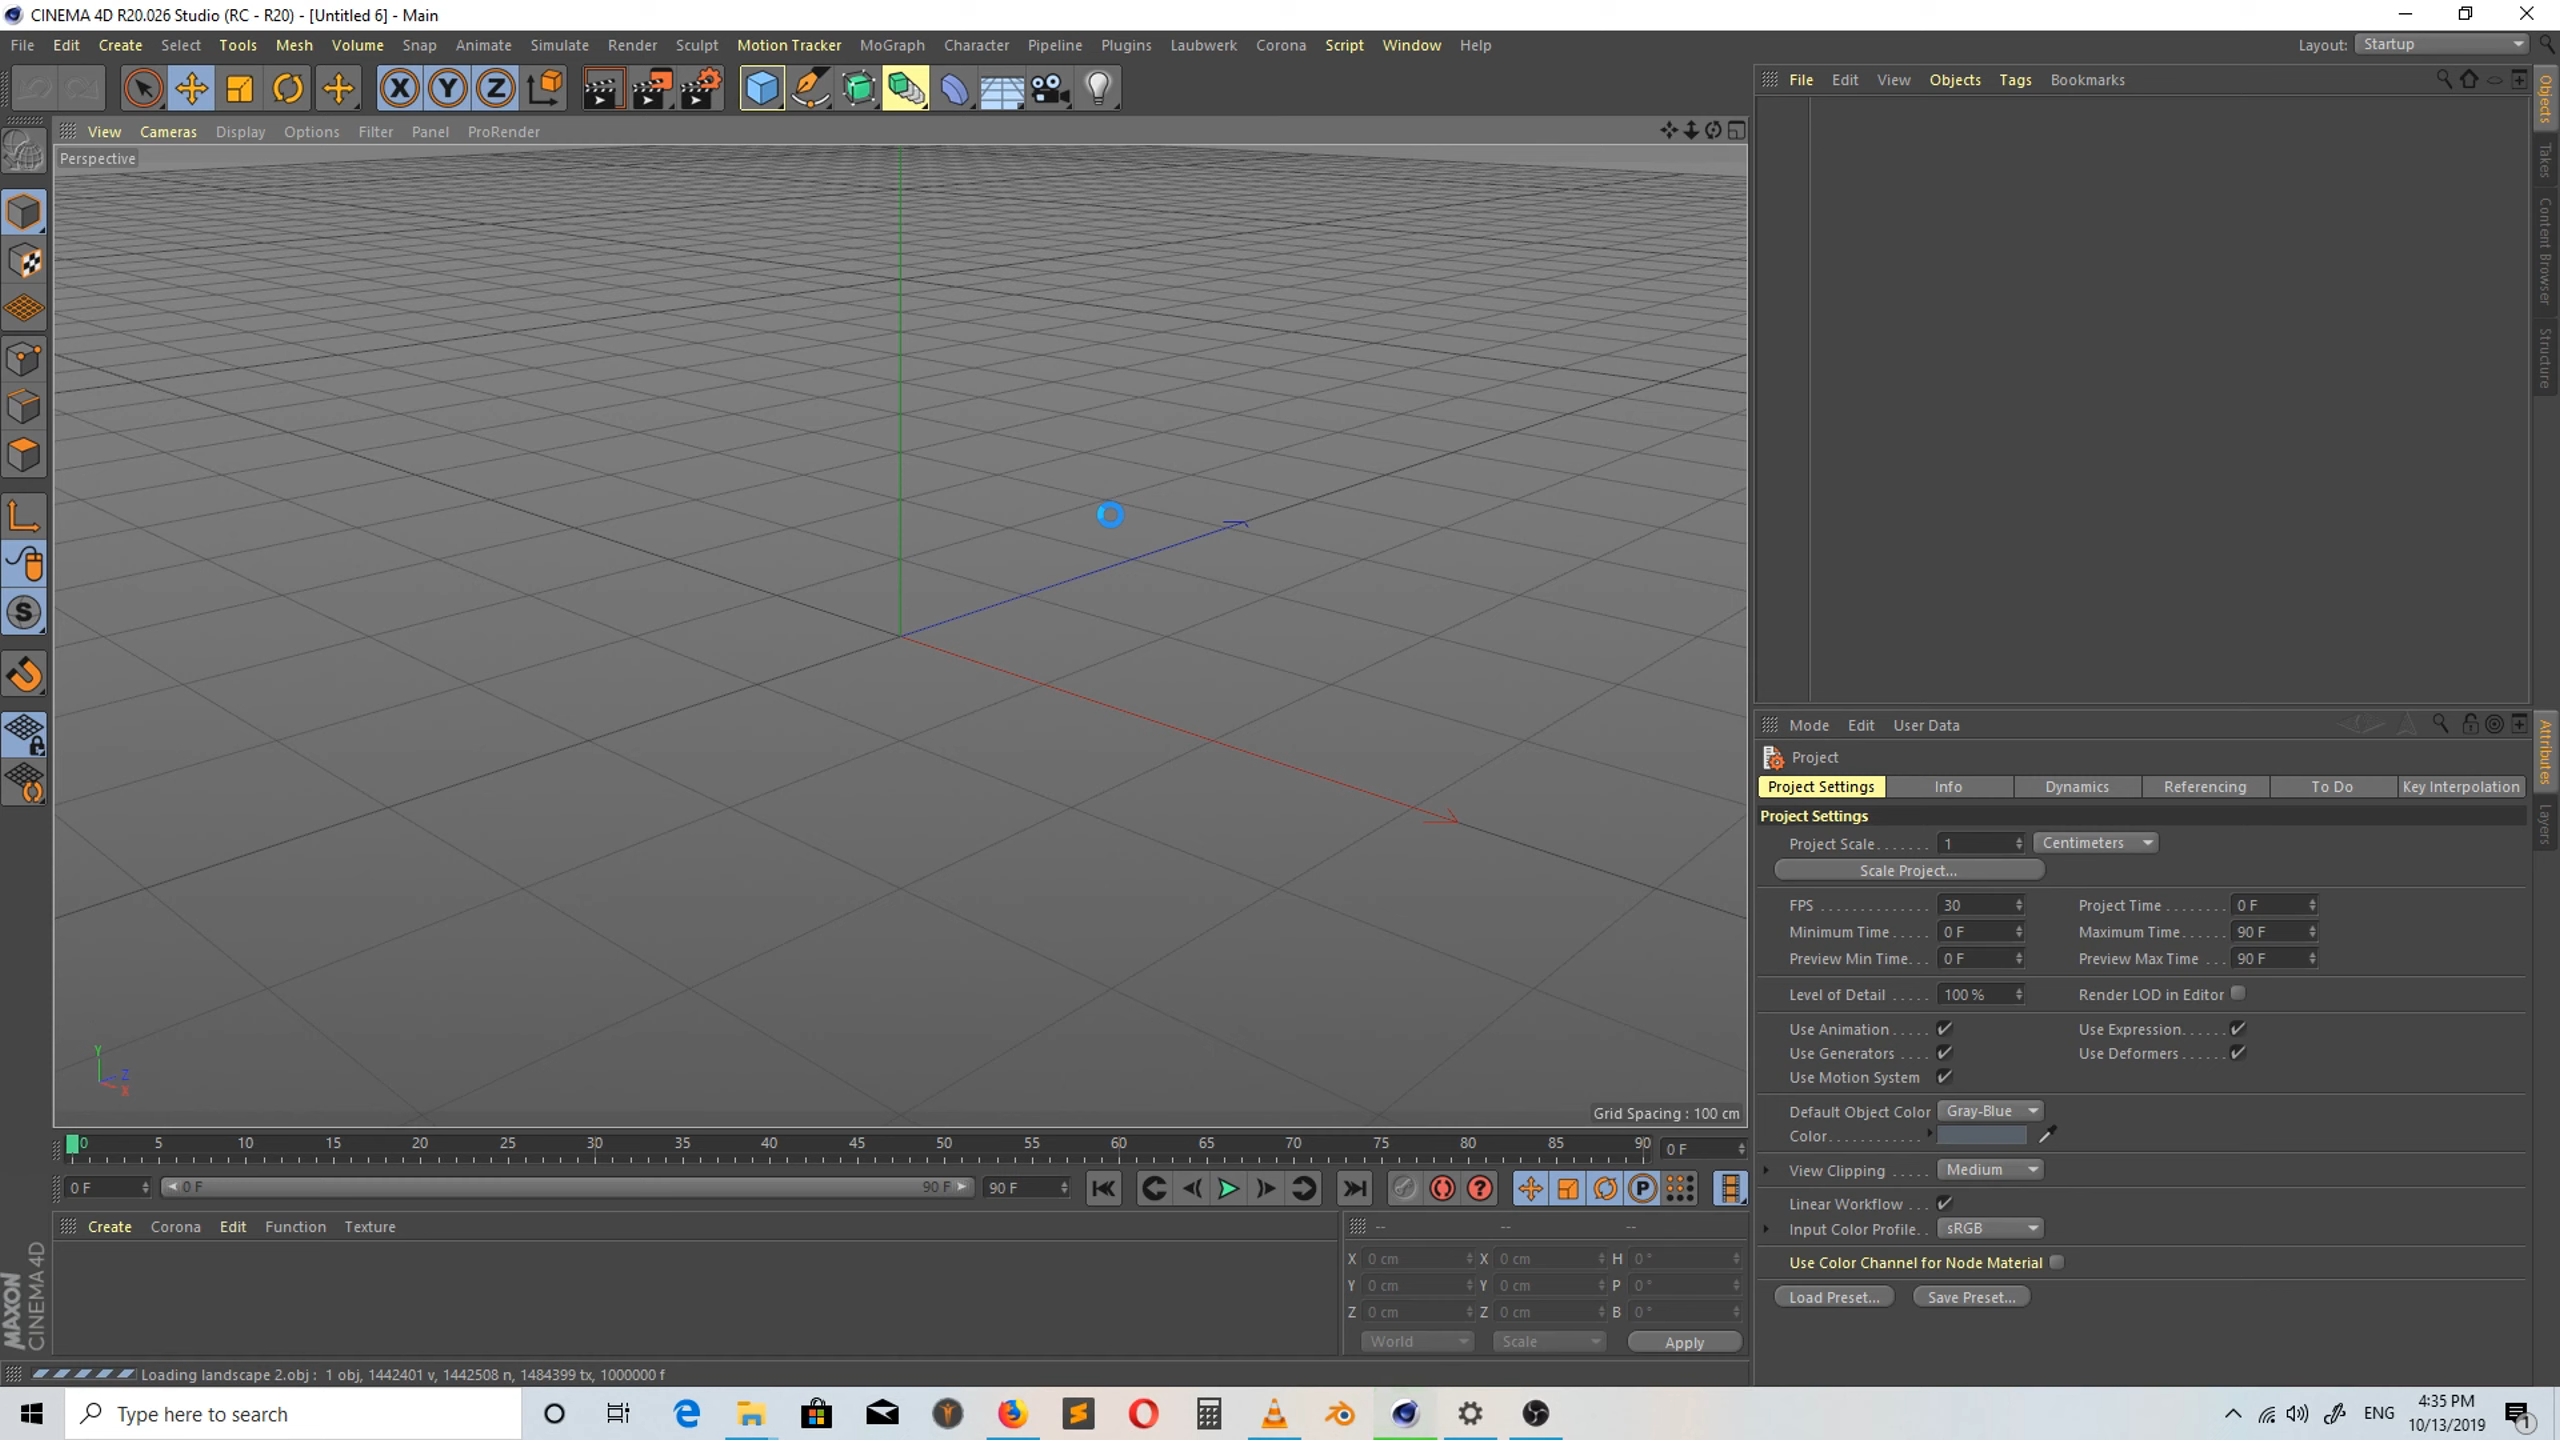 CINEMA 4D R20.026 Studio (RC - R20) - [Untitled 6] - Main
File Edit Create Select Tools Mesh Volume Snap Animate Simulate Render Sculpt Motion Tracker MoGraph Character Pipeline Plugins Laubwerk Corona Script Window Help Layout: Startup
X Y Z
File Edit View Objects Tags Bookmarks
View Cameras Display Options Filter Panel ProRender
Perspective
Objects
Takes
Content Browser
Structure
S
Y
Z
X
Grid Spacing : 100 cm
0 5 10 15 20 25 30 35 40 45 50 55 60 65 70 75 80 85 90 0 F
0 F 0 F 90 F 90 F P
Create Corona Edit Function Texture
-- -- --
X 0 cm X 0 cm H 0 °
Y 0 cm Y 0 cm P 0 °
Z 0 cm Z 0 cm B 0 °
World Scale Apply
MAXON
CINEMA 4D
Mode Edit User Data
Attributes
Layers
Project
Project Settings Info Dynamics Referencing To Do Key Interpolation
Project Settings
Project Scale....... 1 Centimeters
Scale Project...
FPS .............. 30 Project Time ........ 0 F
Minimum Time ..... 0 F Maximum Time...... 90 F
Preview Min Time... 0 F Preview Max Time ... 90 F
Level of Detail ..... 100 % Render LOD in Editor
Use Animation ..... Use Expression......
Use Generators .... Use Deformers ......
Use Motion System
Default Object Color Gray-Blue
Color............
View Clipping ..... Medium
Linear Workflow ...
Input Color Profile.. sRGB
Use Color Channel for Node Material
Load Preset... Save Preset...
Loading landscape 2.obj : 1 obj, 1442401 v, 1442508 n, 1484399 tx, 1000000 f
Type here to search
ENG
4:35 PM
10/13/2019
1